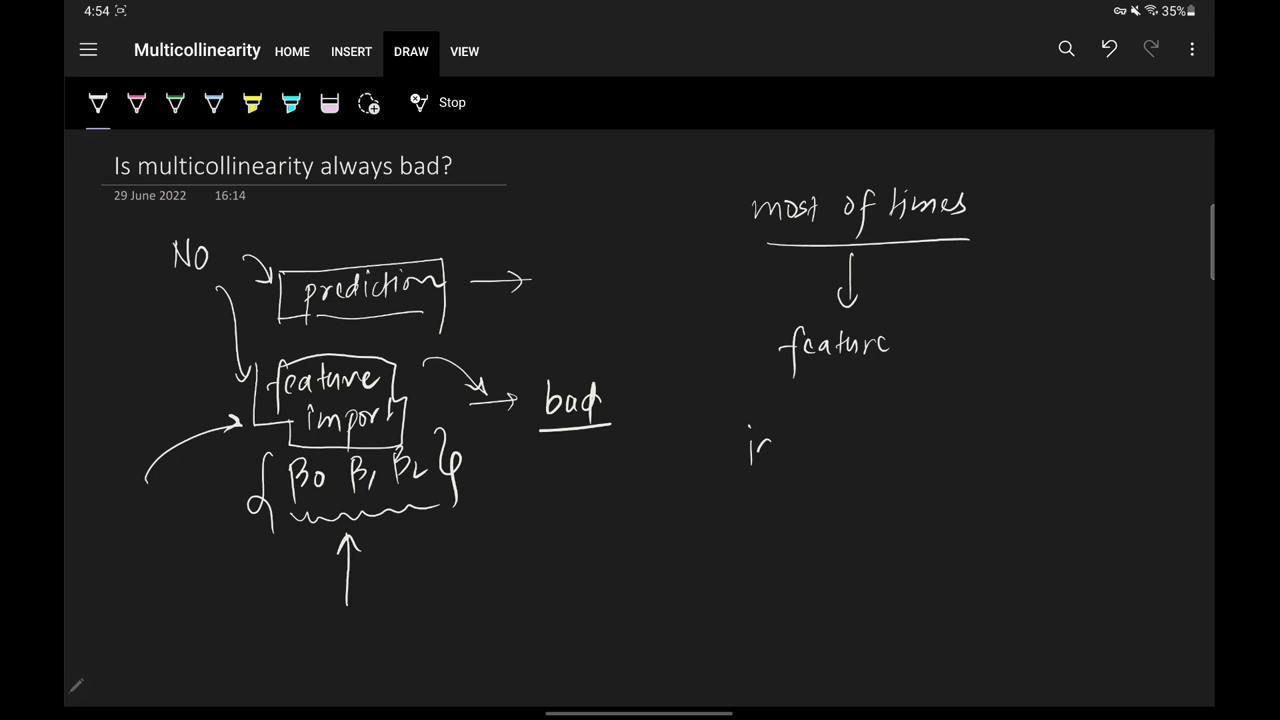 4:54 35%
Multicollinearity HOME INSERT DRAW VIEW
Stop
Is multicollinearity always bad?
29 June 2022 16:14
most of times
NO
prediction
feature
feature
import
bad
β0 β1 β2